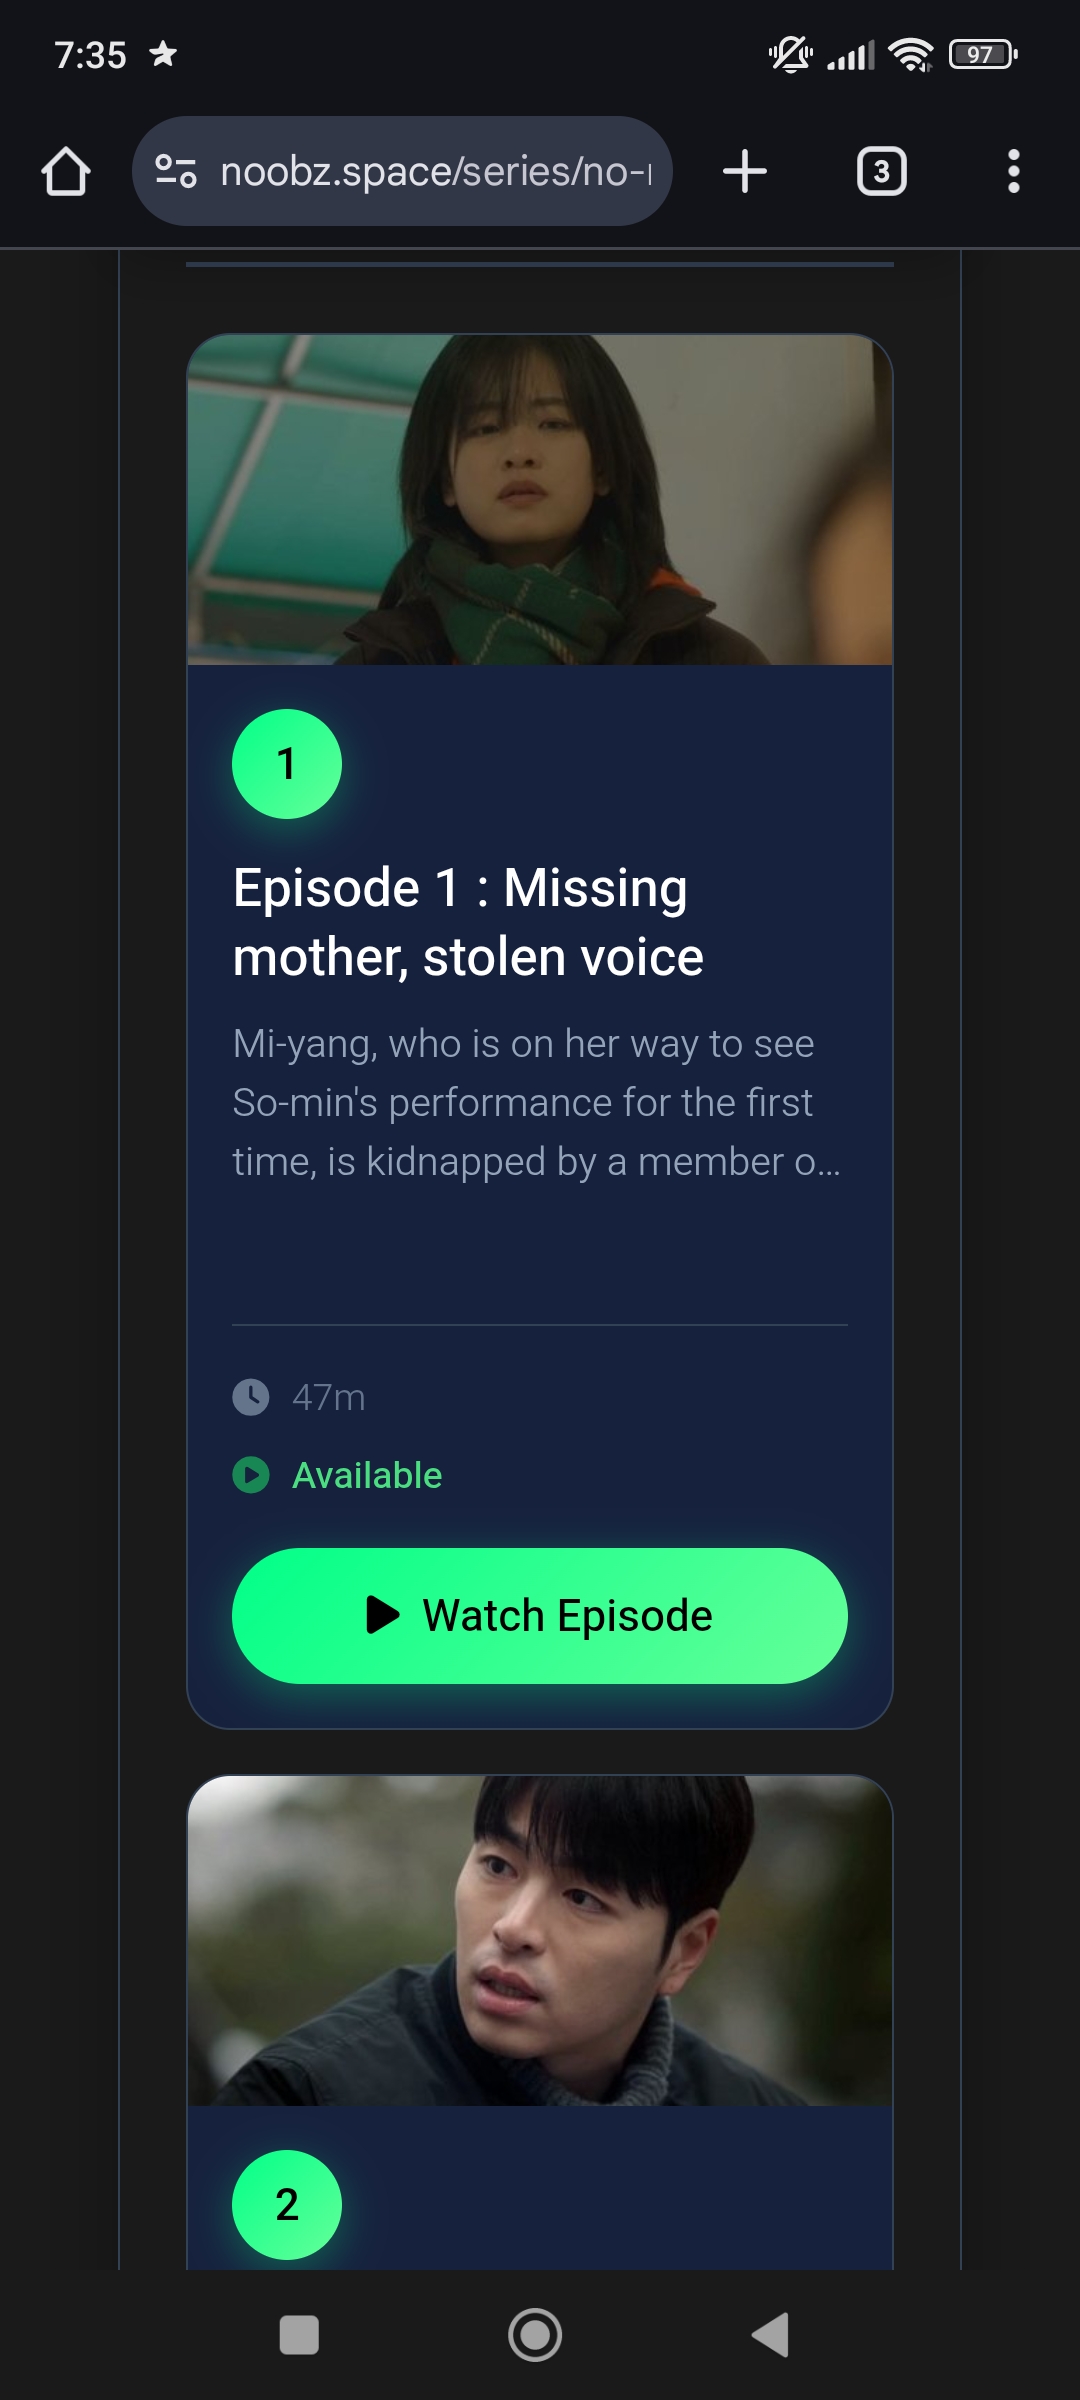 7:35
97
noobz.space/series/no-
3
1
Episode 1 : Missing
mother, stolen voice
Mi-yang, who is on her way to see
So-min's performance for the first
time, is kidnapped by a member o...
47m
Available
Watch Episode
2